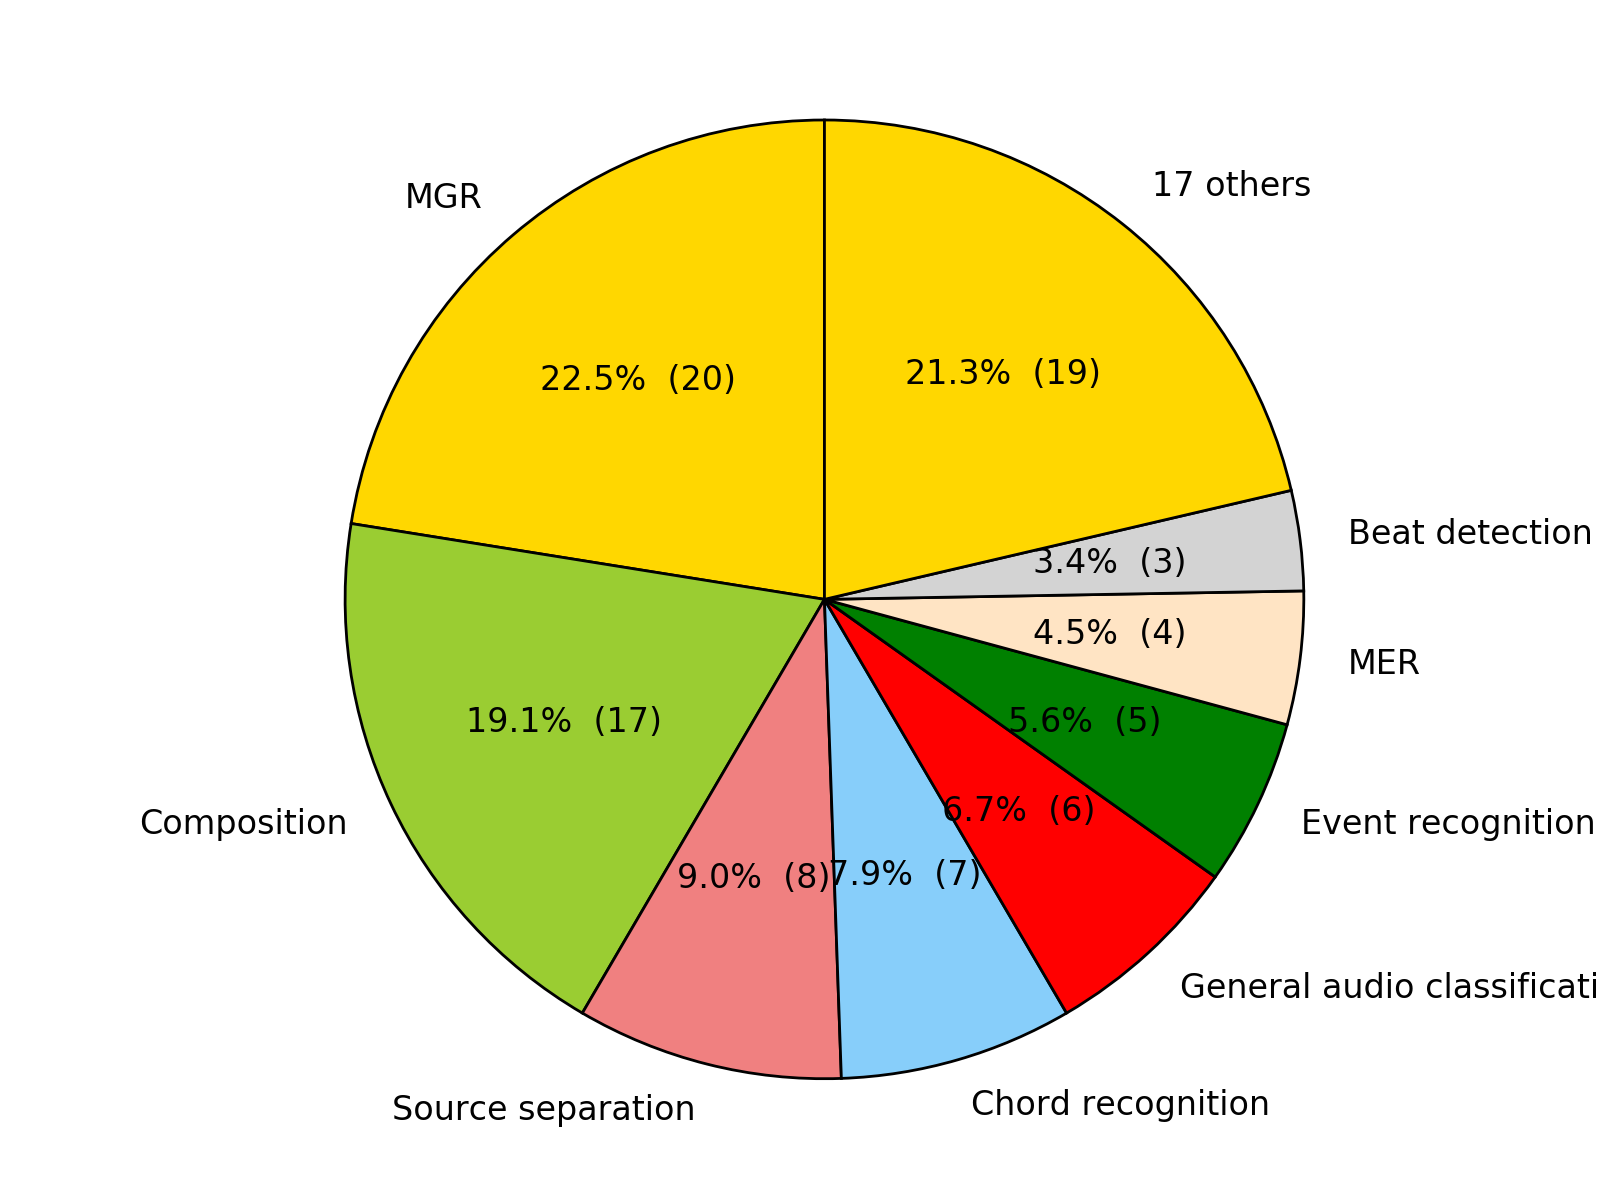 17 others
MGR
21.3%  (19)
22.5%  (20)
Beat detection
3.4%  (3)
4.5%  (4)
MER
19.1%  (17)
5.6%  (5)
6.7%  (6)
Composition
Event recognition
9.0%  (8)
7.9%  (7)
General audio classificati
Chord recognition
Source separation